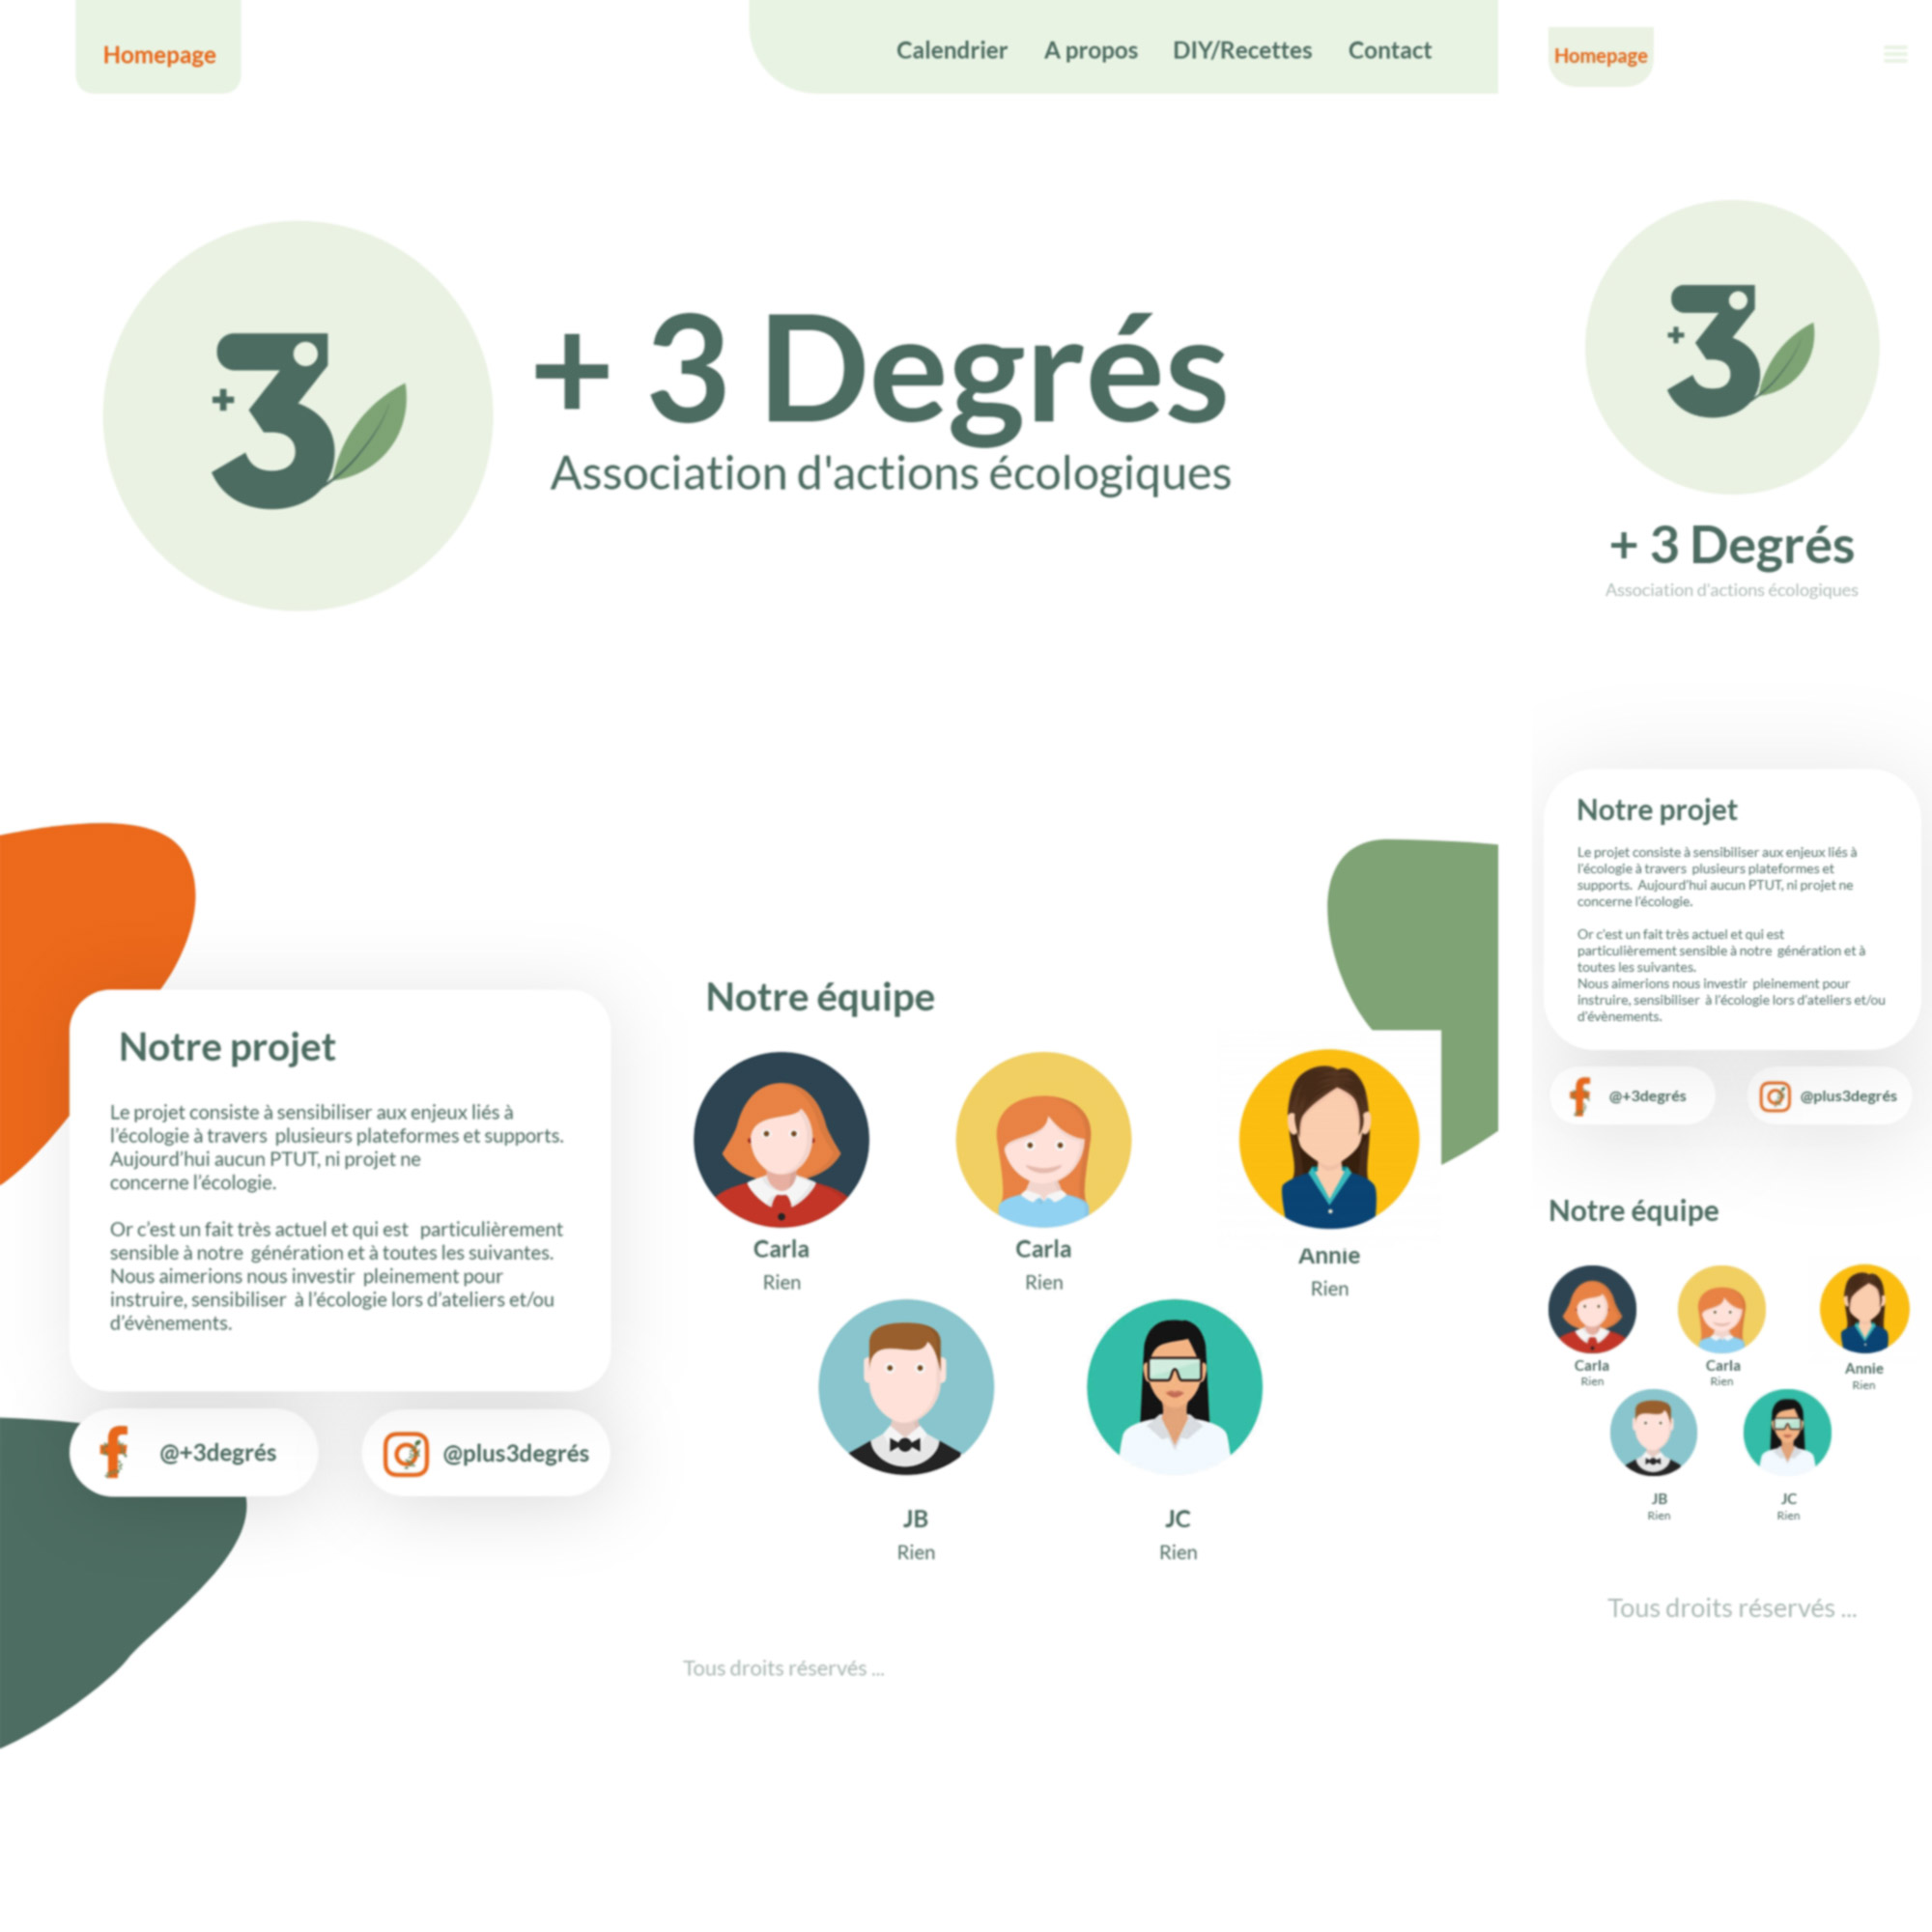 Homepage
Calendrier
A propos
DIY/Recettes
Contact
+3
+ 3 Degrés
Association d'actions écologiques
Notre projet
Le projet consiste à sensibiliser aux enjeux liés à
l'écologie à travers plusieurs plateformes et supports.
Aujourd'hui aucun PTUT, ni projet ne
concerne l'écologie.
Or c'est un fait très actuel et qui est particulièrement
sensible à notre génération et à toutes les suivantes.
Nous aimerions nous investir pleinement pour
instruire, sensibiliser à l'écologie lors d'ateliers et/ou
d'évènements.
@+3degrés
@plus3degrés
Notre équipe
Carla
Rien
Carla
Rien
Annie
Rien
JB
Rien
JC
Rien
Tous droits réservés ...
Homepage
+3
+ 3 Degrés
Association d'actions écologiques
Notre projet
Le projet consiste à sensibiliser aux enjeux liés à
l'écologie à travers plusieurs plateformes et
supports. Aujourd'hui aucun PTUT, ni projet ne
concerne l'écologie.
Or c'est un fait très actuel et qui est
particulièrement sensible à notre génération et à
toutes les suivantes.
Nous aimerions nous investir pleinement pour
instruire, sensibiliser à l'écologie lors d'ateliers et/ou
d'évènements.
@+3degrés
@plus3degrés
Notre équipe
Carla
Rien
Carla
Rien
Annie
Rien
JB
Rien
JC
Rien
Tous droits réservés ...